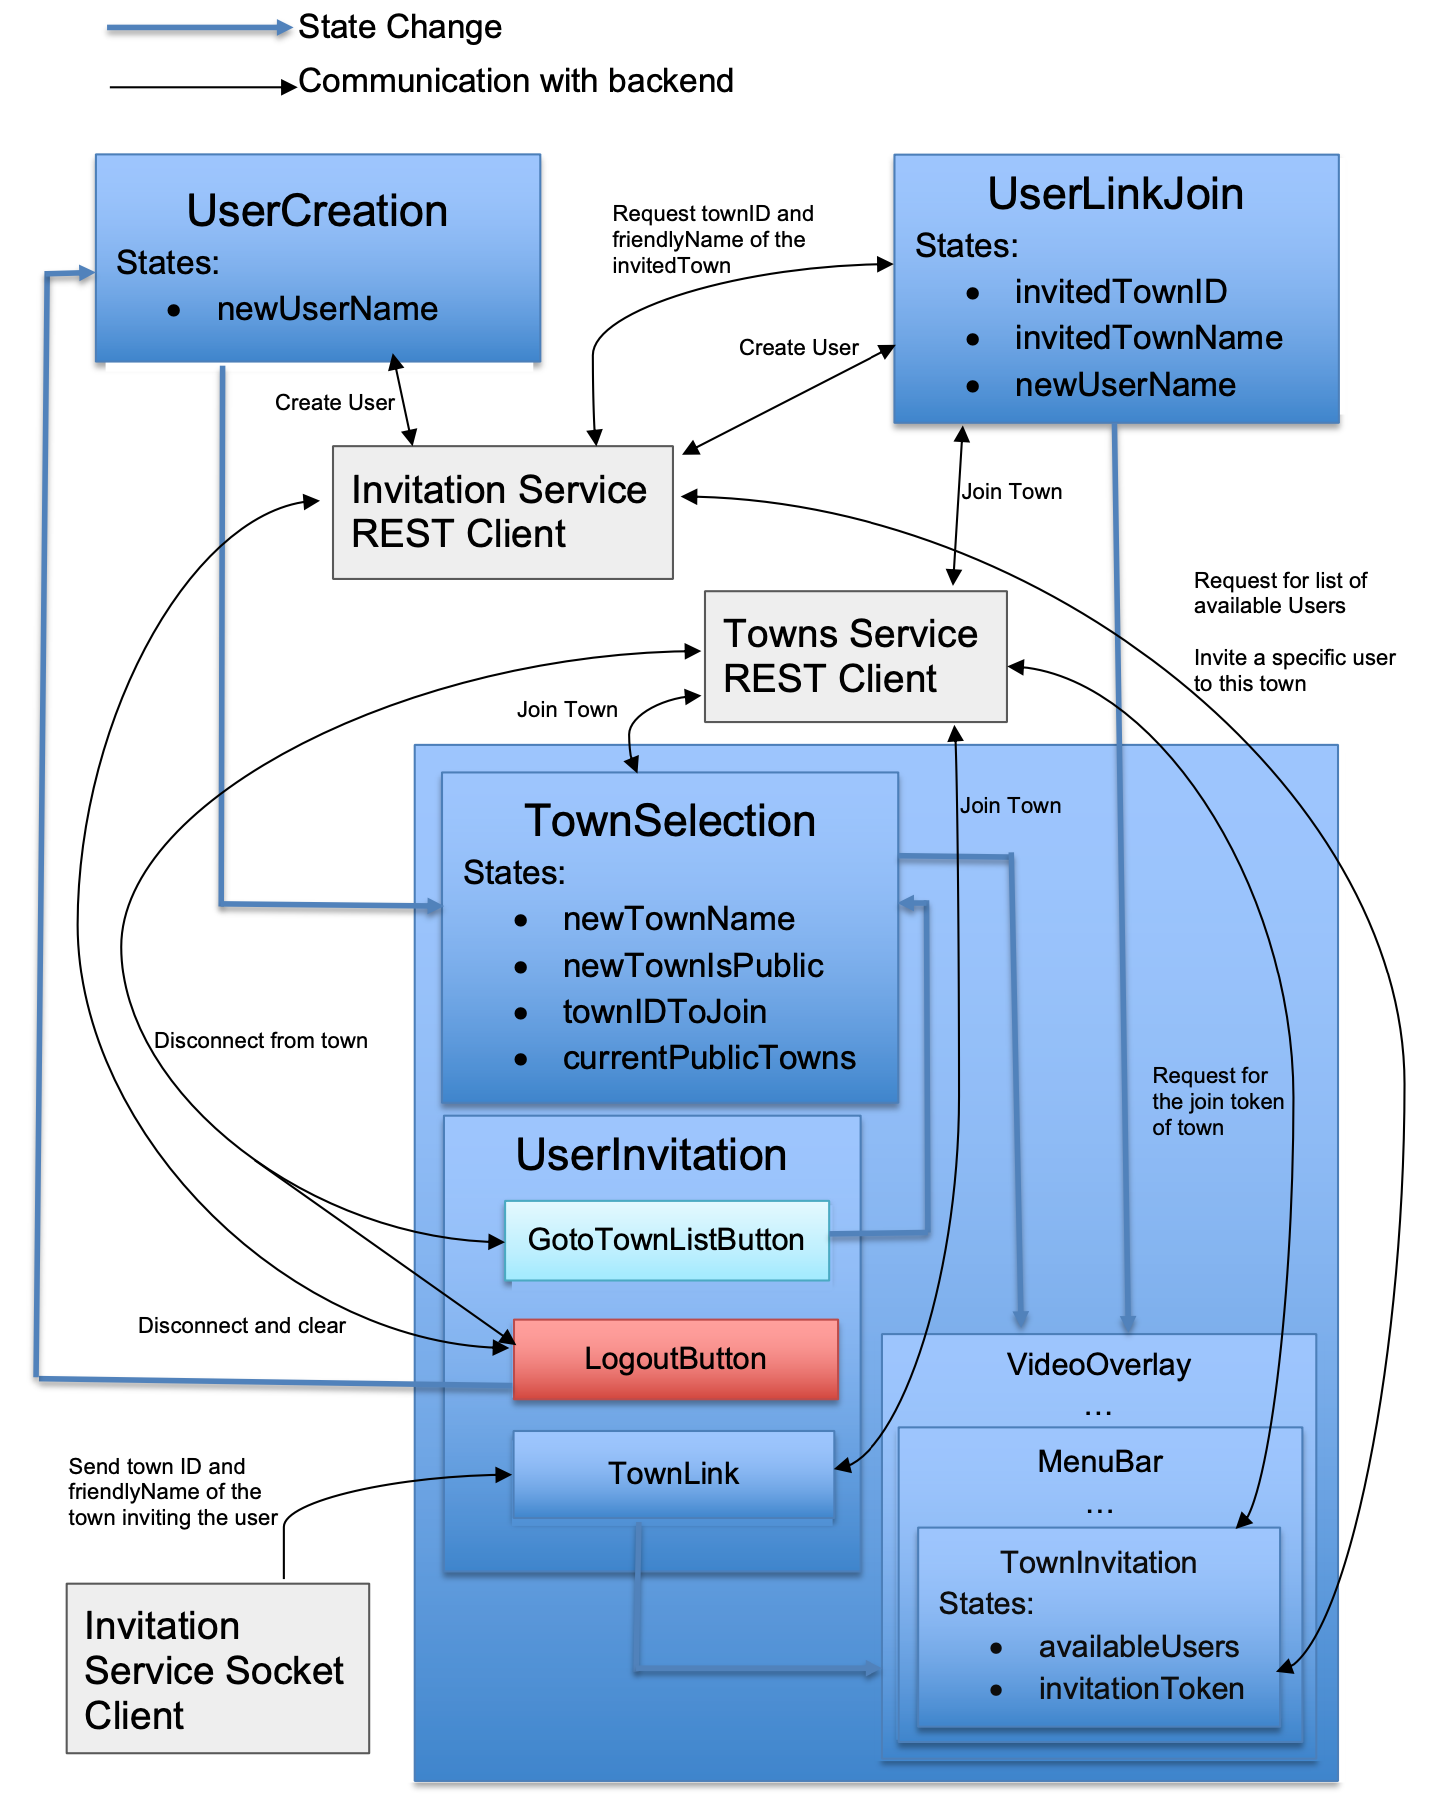 State Change
Communication with backend
UserCreation
States:
• newUserName
UserLinkJoin
States:
• invitedTownID
• invitedTownName
• newUserName
Request townID and
friendlyName of the
invitedTown
Create User
Create User
Invitation Service
REST Client
Join Town
Request for list of
available Users
Invite a specific user
to this town
Towns Service
REST Client
Join Town
Join Town
TownSelection
States:
• newTownName
• newTownIsPublic
• townIDToJoin
• currentPublicTowns
Disconnect from town
Request for
the join token
of town
UserInvitation
GotoTownListButton
Disconnect and clear
LogoutButton
TownLink
Send town ID and
friendlyName of the
town inviting the user
Invitation
Service Socket
Client
VideoOverlay
...
MenuBar
...
TownInvitation
States:
• availableUsers
• invitationToken